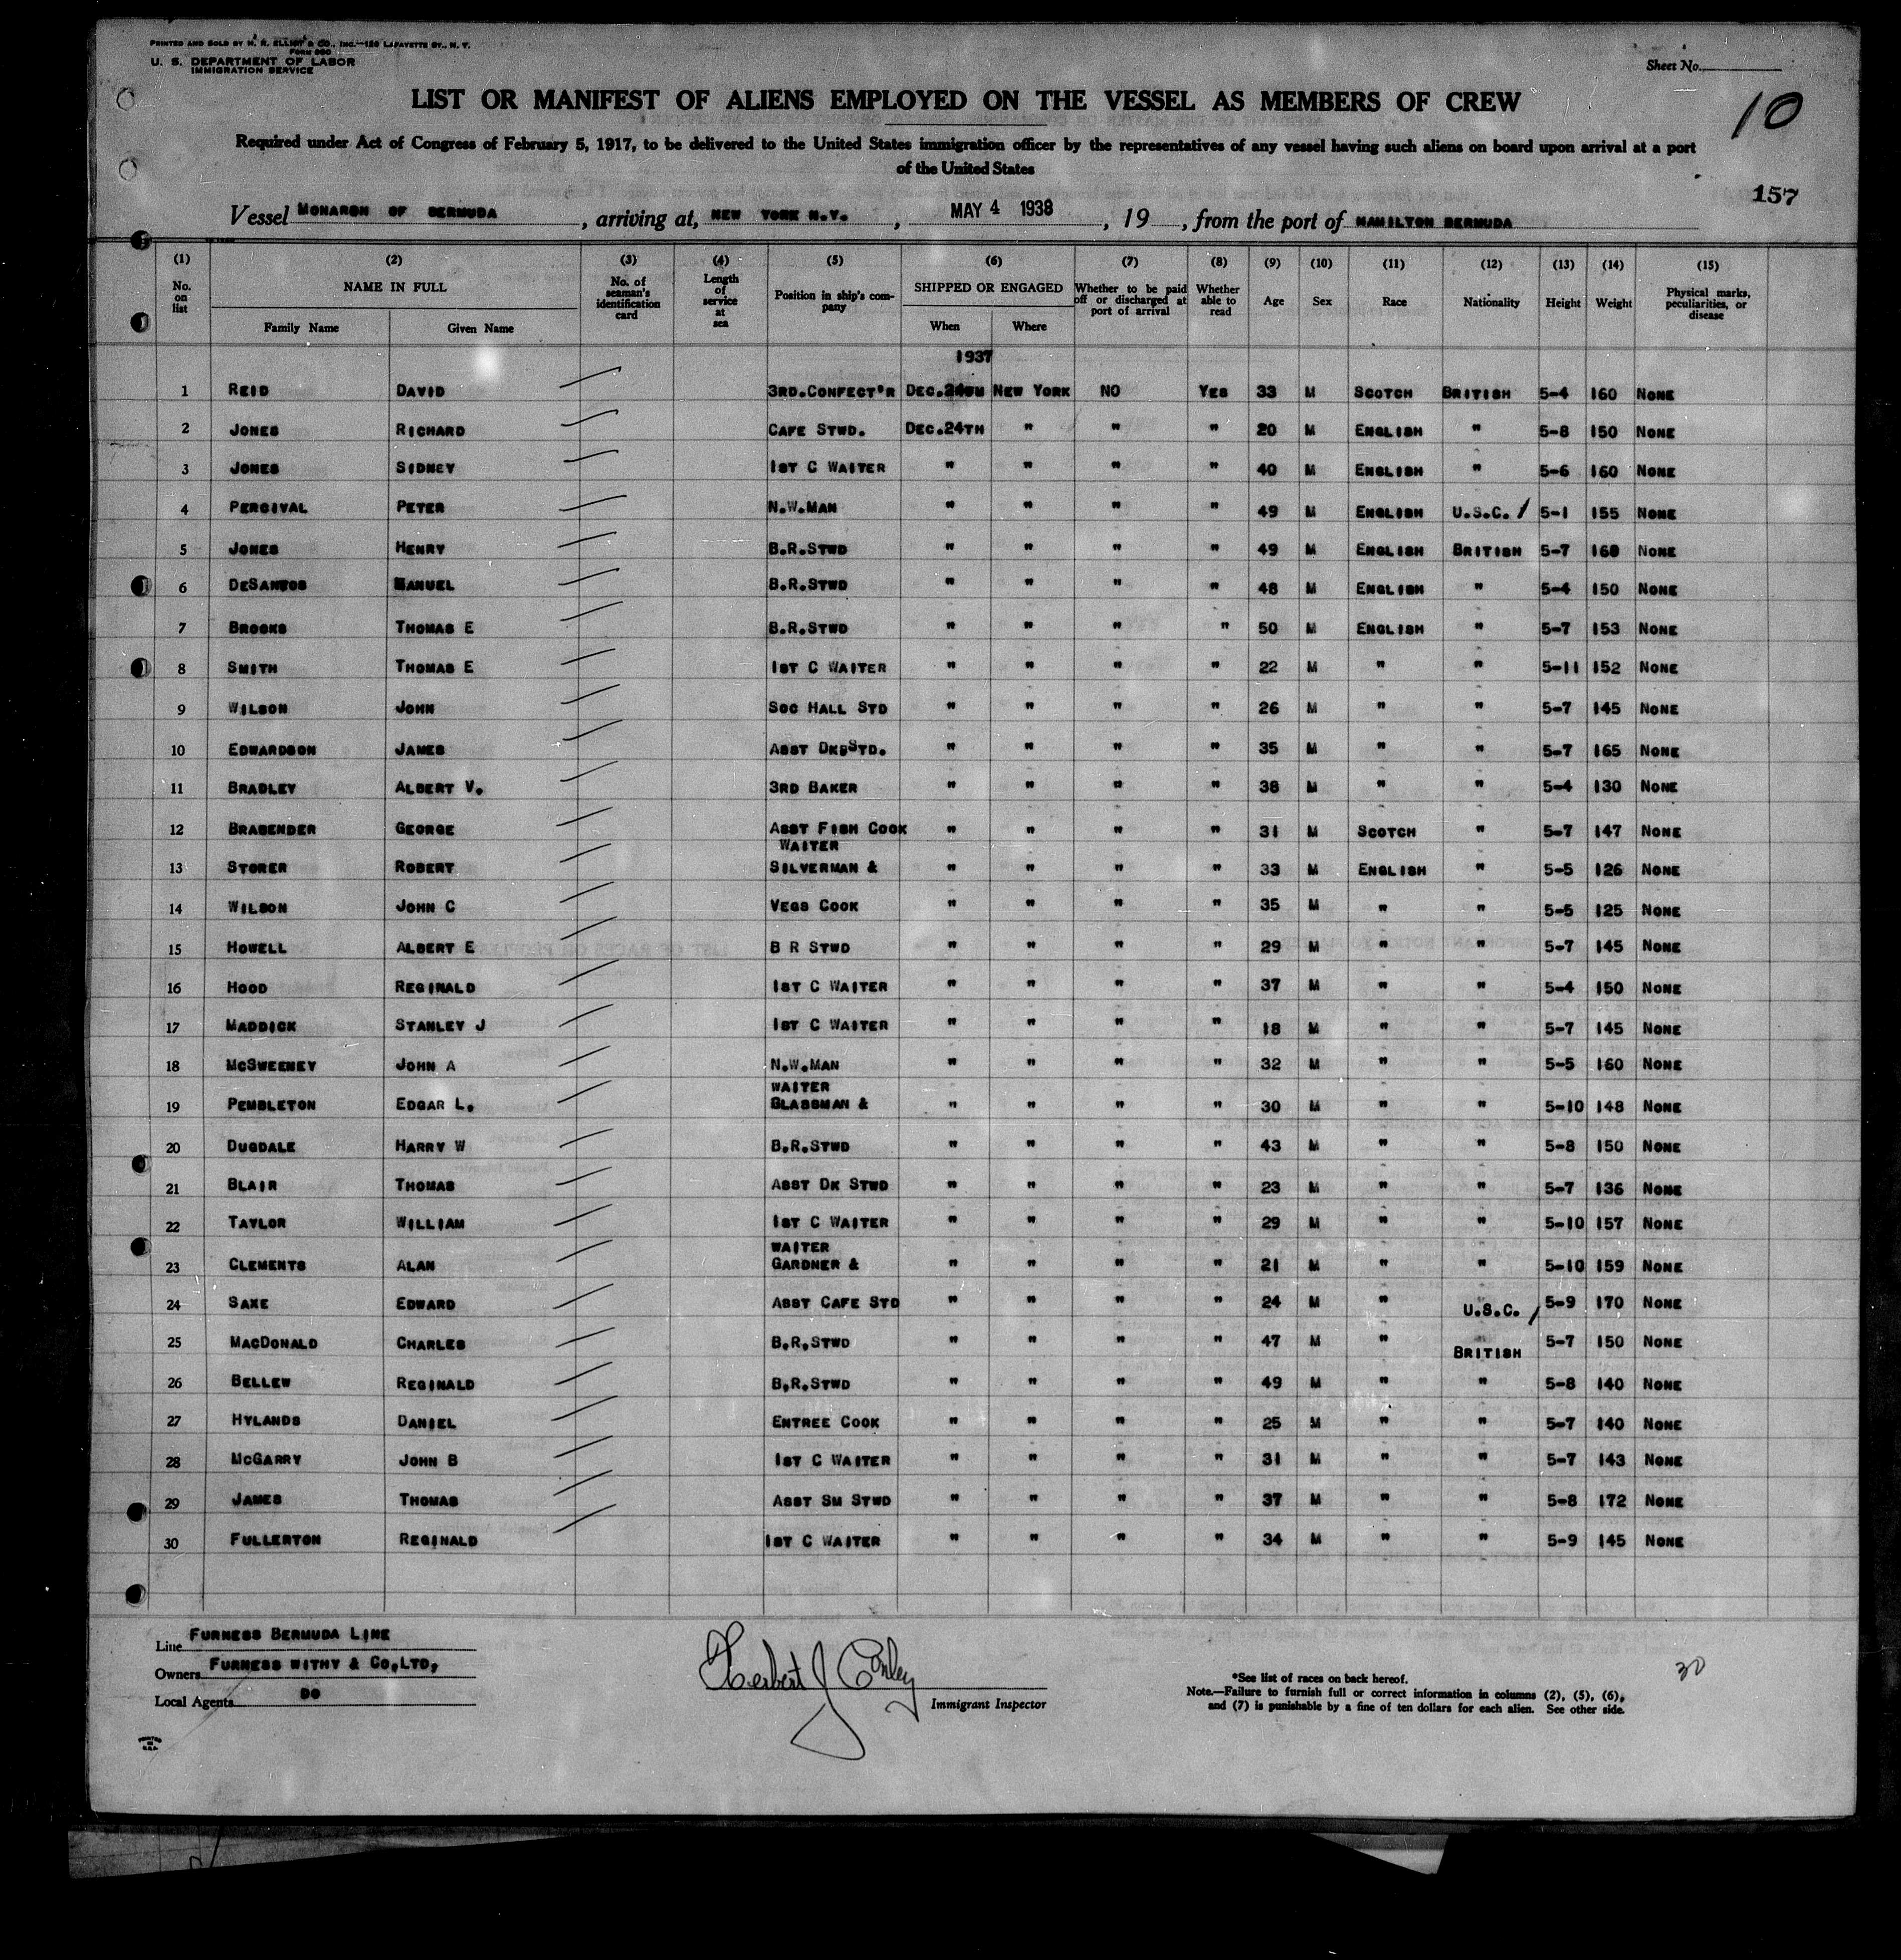 PRINTED AND SOLD BY H. R. ELLIOT & CO., INC.—120 LAFAYETTE ST., N. Y.
FORM 680
U. S. DEPARTMENT OF LABOR
IMMIGRATION SERVICE
Sheet No.
LIST OR MANIFEST OF ALIENS EMPLOYED ON THE VESSEL AS MEMBERS OF CREW
10
Required under Act of Congress of February 5, 1917, to be delivered to the United States immigration officer by the representatives of any vessel having such aliens on board upon arrival at a port
of the United States
157
Vessel MONARCH OF BERMUDA, arriving at, NEW YORK N.Y., MAY 4 1938, 19, from the port of HAMILTON BERMUDA
(1) (2) (3) (4) (5) (6) (7) (8) (9) (10) (11) (12) (13) (14) (15)
No. on list NAME IN FULL Family Name Given Name No. of seaman's identification card Length of service at sea Position in ship's company SHIPPED OR ENGAGED When Where Whether to be paid off or discharged at port of arrival Whether able to read Age Sex Race Nationality Height Weight Physical marks, peculiarities, or disease
1937
1 REID DAVID 3RD.CONFECT'R DEC.24TH NEW YORK NO YES 33 M SCOTCH BRITISH 5-4 160 NONE
2 JONES RICHARD CAFE STWD. DEC.24TH " " " 20 M ENGLISH " 5-8 150 NONE
3 JONES SIDNEY 1ST C WAITER " " " " 40 M ENGLISH " 5-6 160 NONE
4 PERCIVAL PETER N.W.MAN " " " " 49 M ENGLISH U.S.C. / 5-1 155 NONE
5 JONES HENRY B.R.STWD " " " " 49 M ENGLISH BRITISH 5-7 160 NONE
6 DESANTOS MANUEL B.R.STWD " " " " 48 M ENGLISH " 5-4 150 NONE
7 BROOKS THOMAS E B.R.STWD " " " " 50 M ENGLISH " 5-7 153 NONE
8 SMITH THOMAS E 1ST C WAITER " " " " 22 M " " 5-11 152 NONE
9 WILSON JOHN SOC HALL STD " " " " 26 M " " 5-7 145 NONE
10 EDWARDSON JAMES ASST DKSSTD. " " " " 35 M " " 5-7 165 NONE
11 BRADLEY ALBERT V. 3RD BAKER " " " " 38 M " " 5-4 130 NONE
12 BRABENDER GEORGE ASST FISH COOK " " " " 31 M SCOTCH " 5-7 147 NONE
WAITER
13 STORER ROBERT SILVERMAN & " " " " 33 M ENGLISH " 5-5 126 NONE
14 WILSON JOHN C VEGS COOK " " " " 35 M " " 5-5 125 NONE
15 HOWELL ALBERT E B R STWD " " " " 29 M " " 5-7 145 NONE
16 HOOD REGINALD 1ST C WAITER " " " " 37 M " " 5-4 150 NONE
17 MADDICK STANLEY J 1ST C WAITER " " " " 18 M " " 5-7 145 NONE
18 MCSWEENEY JOHN A N.W.MAN " " " " 32 M " " 5-5 160 NONE
WAITER
19 PEMBLETON EDGAR L. GLASSMAN & " " " " 30 M " " 5-10 148 NONE
20 DUGDALE HARRY W B.R.STWD " " " " 43 M " " 5-8 150 NONE
21 BLAIR THOMAS ASST DK STWD " " " " 23 M " " 5-7 136 NONE
22 TAYLOR WILLIAM 1ST C WAITER " " " " 29 M " " 5-10 157 NONE
WAITER
23 CLEMENTS ALAN GARDNER & " " " " 21 M " " 5-10 159 NONE
24 SAXE EDWARD ASST CAFE STD " " " " 24 M " U.S.C. / 5-9 170 NONE
25 MACDONALD CHARLES B.R.STWD " " " " 47 M " BRITISH 5-7 150 NONE
26 BELLEW REGINALD B.R.STWD " " " " 49 M " " 5-8 140 NONE
27 HYLANDS DANIEL ENTREE COOK " " " " 25 M " " 5-7 140 NONE
28 MCGARRY JOHN B 1ST C WAITER " " " " 31 M " " 5-7 143 NONE
29 JAMES THOMAS ASST SM STWD " " " " 37 M " " 5-8 172 NONE
30 FULLERTON REGINALD 1ST C WAITER " " " " 34 M " " 5-9 145 NONE
Line FURNESS BERMUDA LINE
Owners FURNESS WITHY & CO,LTD,
Local Agents DO
Herbert J Conley
Immigrant Inspector
*See list of races on back hereof.
Note.—Failure to furnish full or correct information in columns (2), (5), (6),
and (7) is punishable by a fine of ten dollars for each alien. See other side.
30
PRINTED IN U.S.A.